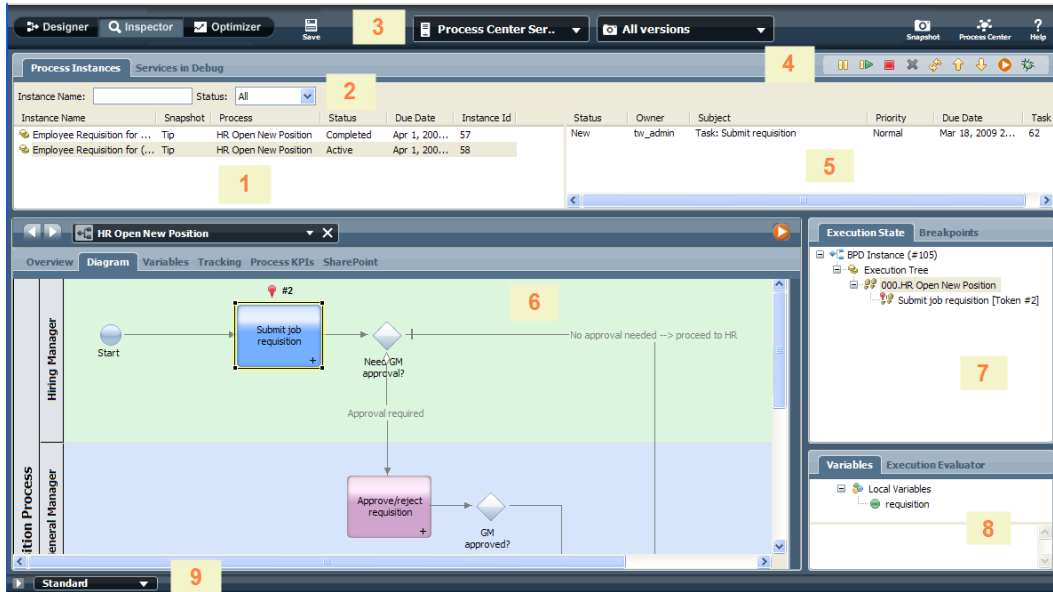 Designer Inspector Optimizer Save 3 Process Center Ser.. All versions Snapshot Process Center ? Help
4
Process Instances Services in Debug
Instance Name: Status: All 2
Instance Name Snapshot Process Status Due Date Instance Id
Employee Requisition for ... Tip HR Open New Position Completed Apr 1, 200... 57
Employee Requisition for (... Tip HR Open New Position Active Apr 1, 200... 58
1
Status Owner Subject Priority Due Date Task
New tw_admin Task: Submit requisition Normal Mar 18, 2009 2... 62
5
HR Open New Position
Overview Diagram Variables Tracking Process KPIs SharePoint
6
ition Process
Hiring Manager
Start
#2
Submit job
requisition
Need GM
approval?
No approval needed --> proceed to HR
Approval required
eneral Manager
Approve/reject
requisition
GM
approved?
Execution State Breakpoints
BPD Instance (#105)
Execution Tree
000.HR Open New Position
Submit job requisition [Token #2]
7
Variables Execution Evaluator
Local Variables
requisition
8
Standard 9